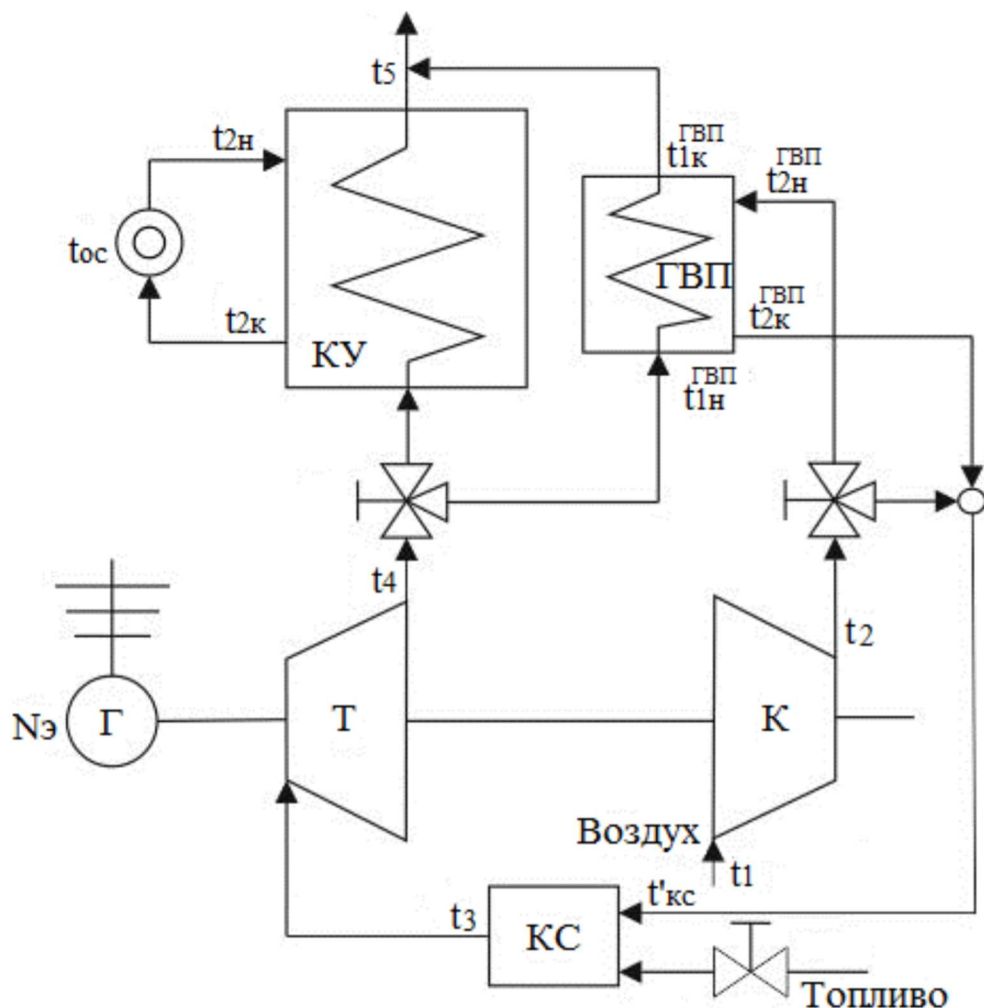 t5
t2н
tос
t2к
КУ
t1к ГВП
t2н ГВП
ГВП
t2к ГВП
t1н ГВП
t4
t2
Nэ
Г
Т
К
Воздух
t1
t3
КС
t'кс
Топливо